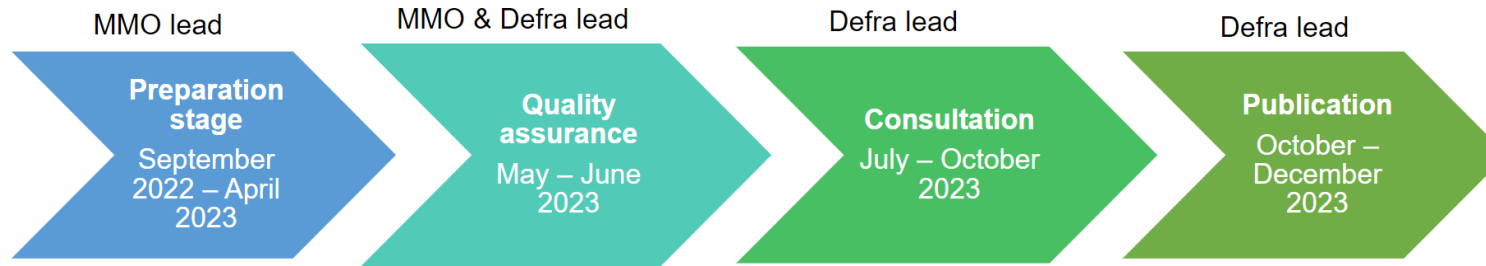 MMO lead
Preparation
stage
September
2022 – April
2023
MMO & Defra lead
Quality
assurance
May – June
2023
Defra lead
Consultation
July – October
2023
Defra lead
Publication
October –
December
2023